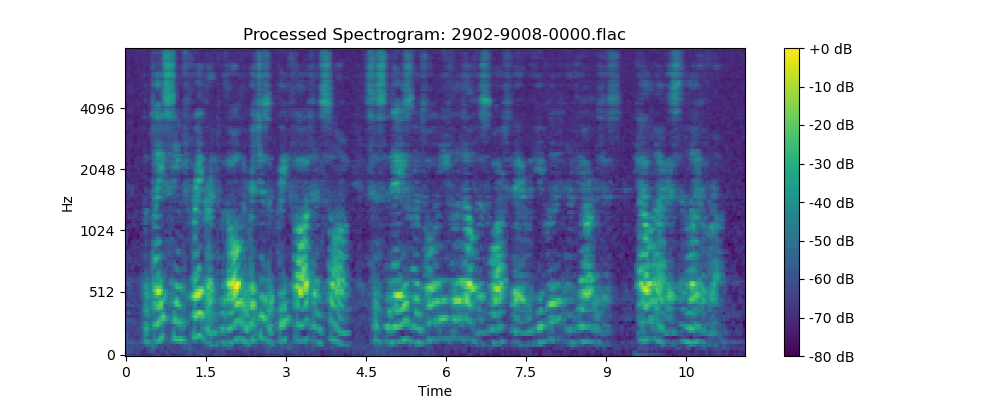 Processed Spectrogram: 2902-9008-0000.flac
+0 dB
-10 dB
-20 dB
-30 dB
-40 dB
-50 dB
-60 dB
-70 dB
-80 dB
Hz
4096
2048
1024
512
0
0 1.5 3 4.5 6 7.5 9 10
Time